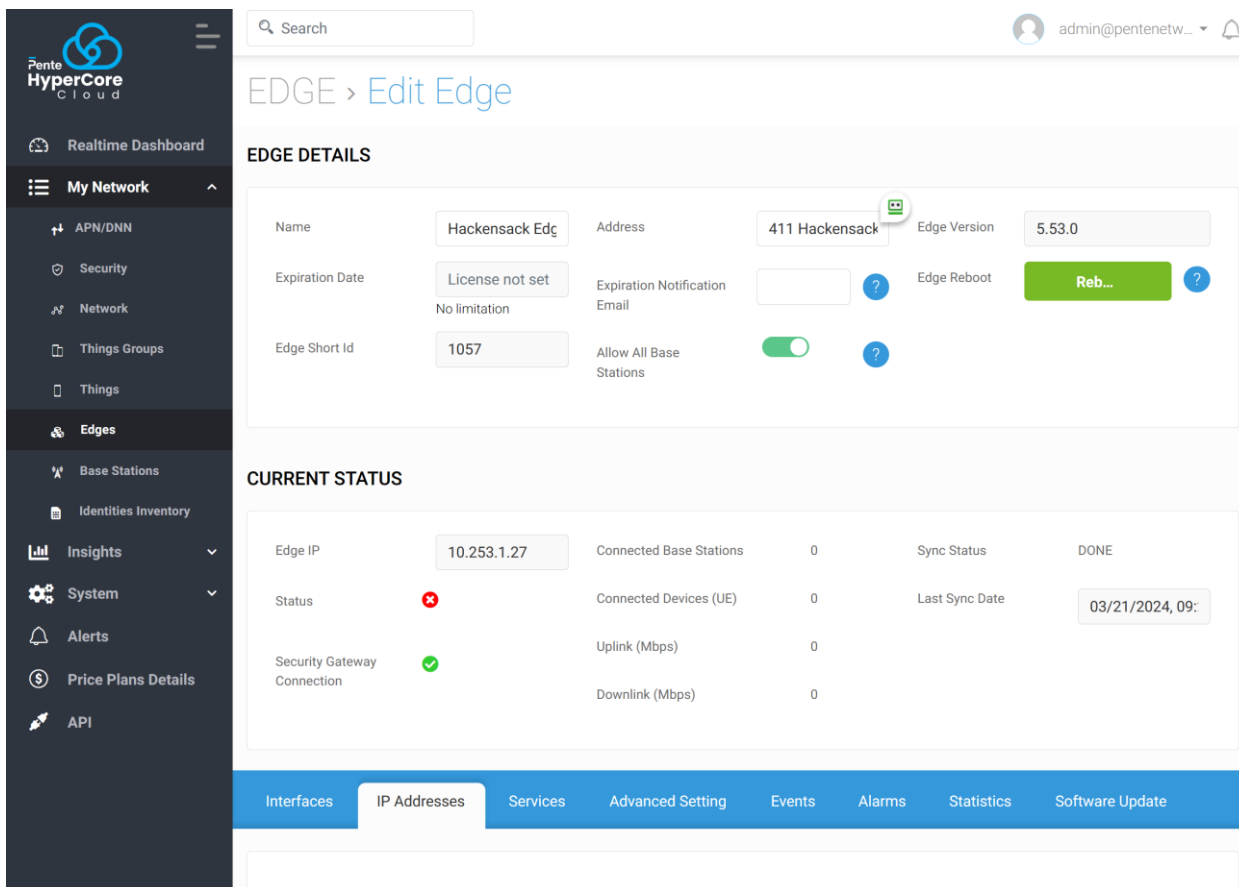 Pente
HyperCore
Cloud
Search
admin@pentenetw...
EDGE › Edit Edge
Realtime Dashboard
My Network
APN/DNN
Security
Network
Things Groups
Things
Edges
Base Stations
Identities Inventory
Insights
System
Alerts
Price Plans Details
API
EDGE DETAILS
Name
Hackensack Edg
Address
411 Hackensack
Edge Version
5.53.0
Expiration Date
License not set
No limitation
Expiration Notification
Email
?
Edge Reboot
Reb...
?
Edge Short Id
1057
Allow All Base
Stations
?
CURRENT STATUS
Edge IP
10.253.1.27
Connected Base Stations
0
Sync Status
DONE
Status
Connected Devices (UE)
0
Last Sync Date
03/21/2024, 09:
Uplink (Mbps)
0
Security Gateway
Connection
Downlink (Mbps)
0
Interfaces
IP Addresses
Services
Advanced Setting
Events
Alarms
Statistics
Software Update